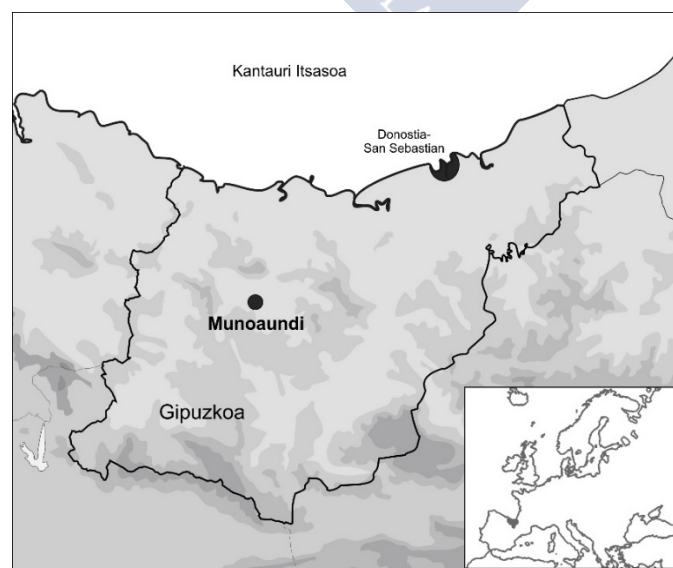 Kantauri Itsasoa
Donostia-
San Sebastian
Munoaundi
Gipuzkoa